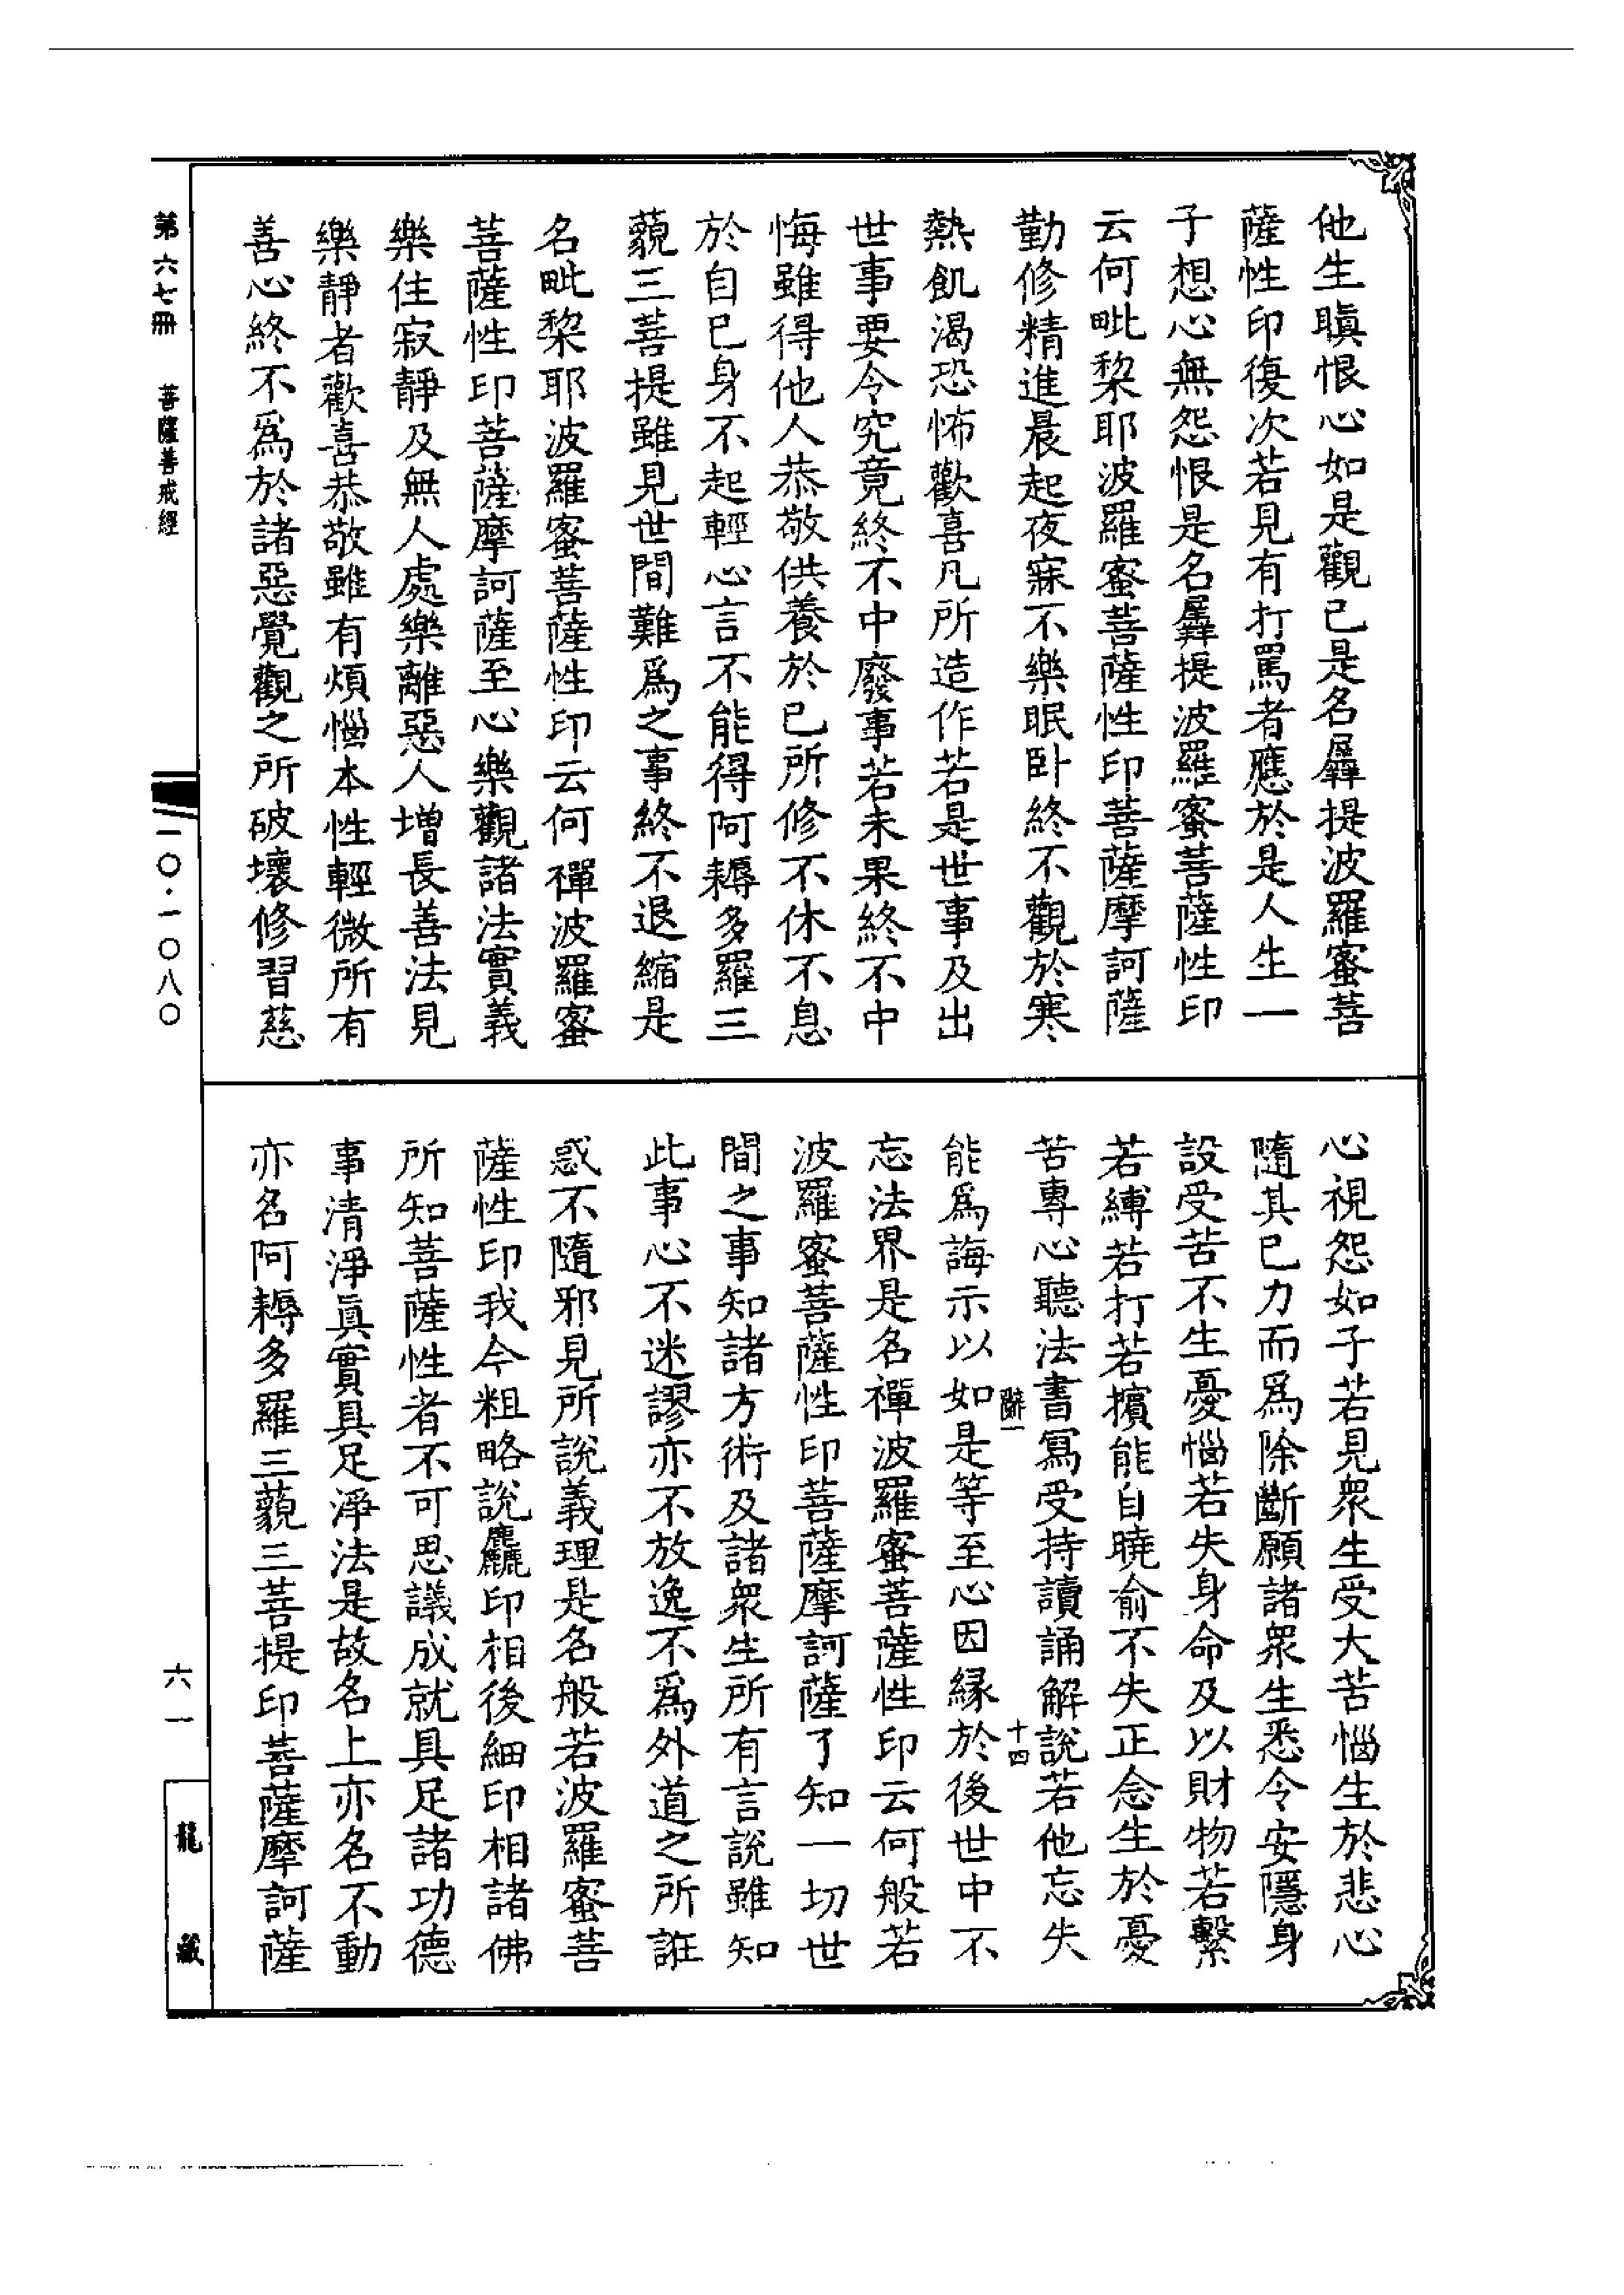 他生瞋恨心如是觀已是名羼提波羅蜜菩
薩性印復次若見有打罵者應於是人生一
子想心無怨恨是名羼提波羅蜜菩薩性印
云何毗棃耶波羅蜜菩薩性印菩薩摩訶薩
勤修精進晨起夜寐不樂眠卧終不觀於寒
熱飢渴恐怖歡喜凡所造作若是世事及出
世事要令究竟終不中廢事若未果終不中
悔雖得他人恭敬供養於已所修不休不息
於自已身不起輕心言不能得阿耨多羅三
藐三菩提雖見世間難爲之事終不退縮是
名毗棃耶波羅蜜菩薩性印云何禪波羅蜜
菩薩性印菩薩摩訶薩至心樂觀諸法實義
樂住寂靜及無人處樂離惡人增長善法見
樂靜者歡喜恭敬雖有煩惱本性輕微所有
善心終不爲於諸惡覺觀之所破壞修習慈
心視怨如子若見衆生受大苦惱生於悲心
隨其已力而爲除斷願諸衆生悉令安隱身
設受苦不生憂惱若失身命及以財物若繫
若縛若打若擯能自曉俞不失正念生於憂
苦專心聽法書寫受持讀誦解說若他忘失
辭一
十四
能爲誨示以如是等至心因緣於後世中不
忘法界是名禪波羅蜜菩薩性印云何般若
波羅蜜菩薩性印菩薩摩訶薩了知一切世
間之事知諸方術及諸衆生所有言說雖知
此事心不迷謬亦不放逸不爲外道之所誑
惑不隨邪見所說義理是名般若波羅蜜菩
薩性印我今粗略說麤印相後細印相諸佛
所知菩薩性者不可思議成就具足諸功德
事清淨眞實具足淨法是故名上亦名不動
亦名阿耨多羅三藐三菩提印菩薩摩訶薩
第六七冊 菩薩善戒經
一〇·一〇八〇
六一
龍藏